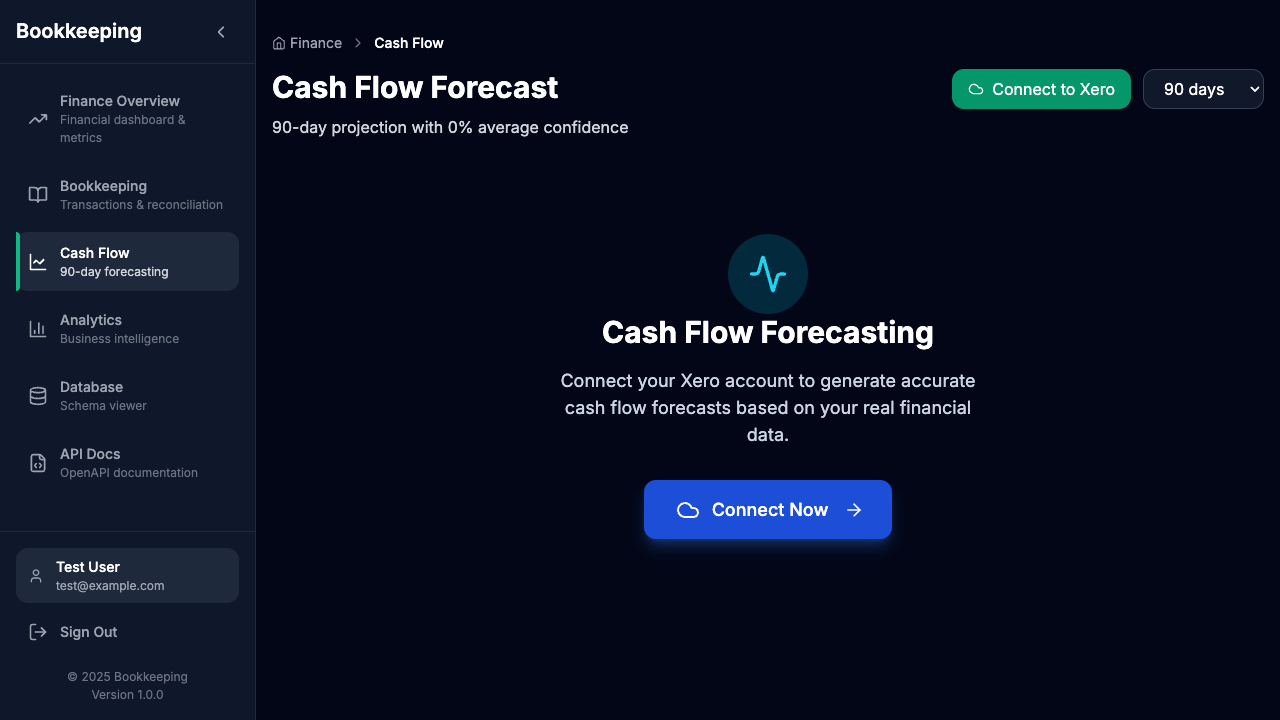 Bookkeeping
Finance Overview
Financial dashboard &
metrics
Bookkeeping
Transactions & reconciliation
Cash Flow
90-day forecasting
Analytics
Business intelligence
Database
Schema viewer
API Docs
OpenAPI documentation
Test User
test@example.com
Sign Out
© 2025 Bookkeeping
Version 1.0.0
Finance
Cash Flow
Cash Flow Forecast
90-day projection with 0% average confidence
Connect to Xero
90 days
Cash Flow Forecasting
Connect your Xero account to generate accurate
cash flow forecasts based on your real financial
data.
Connect Now